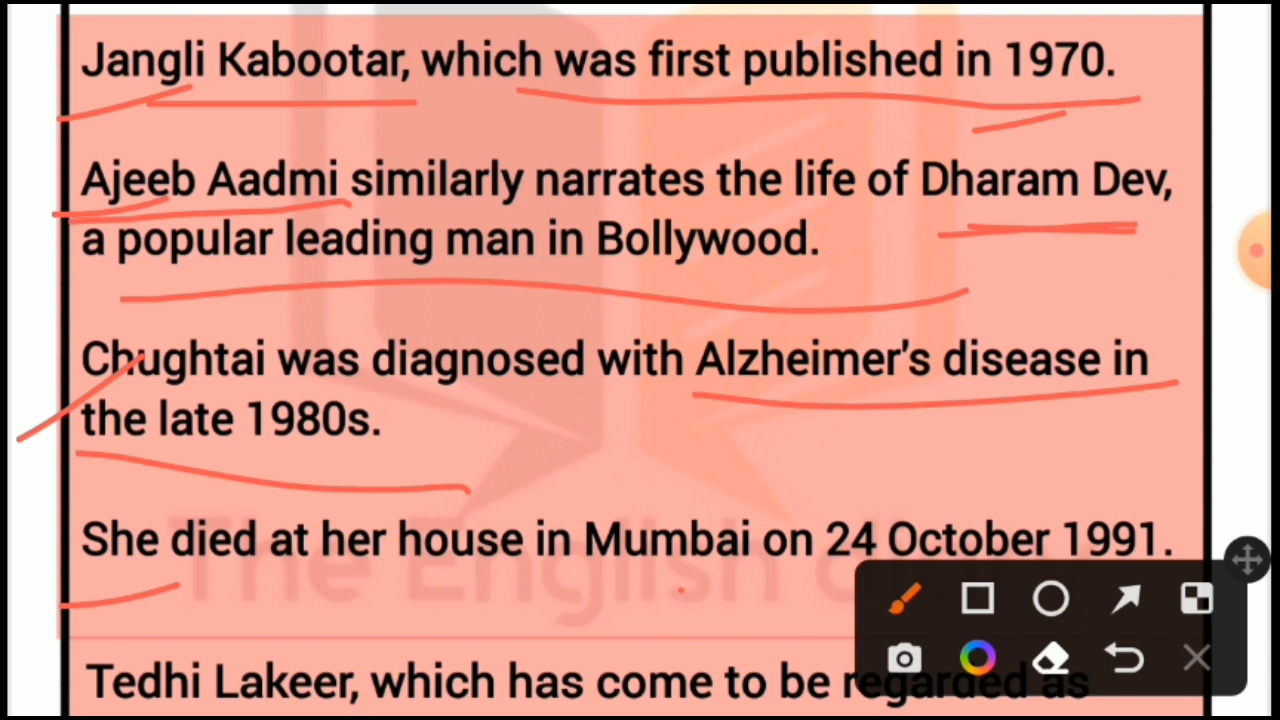 Jangli Kabootar, which was first published in 1970.
Ajeeb Aadmi similarly narrates the life of Dharam Dev,
a popular leading man in Bollywood.
Chughtai was diagnosed with Alzheimer's disease in
the late 1980s.
She died at her house in Mumbai on 24 October 1991.
The English
Tedhi Lakeer, which has come to be regarded as